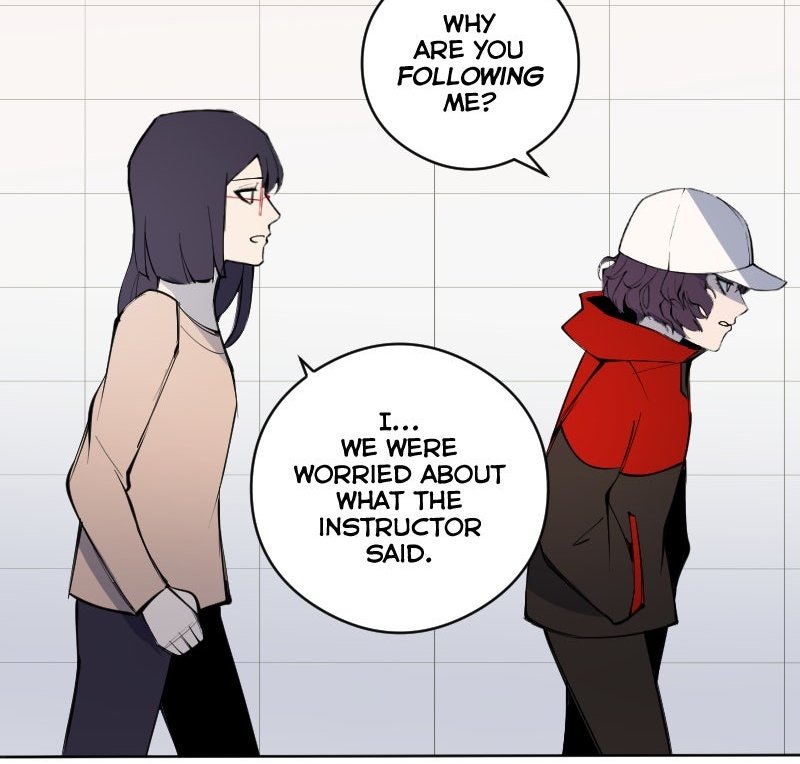 WHY
ARE YOU
FOLLOWING
ME?
I...
WE WERE
WORRIED ABOUT
WHAT THE
INSTRUCTOR
SAID.